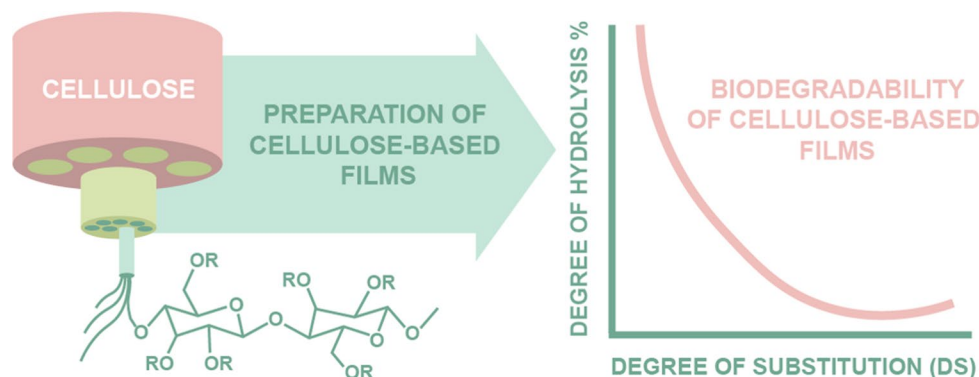 CELLULOSE
PREPARATION OF
CELLULOSE-BASED
FILMS
OR
RO
OR
O
O
O
O
O
RO
OR
RO
OR
DEGREE OF HYDROLYSIS %
BIODEGRADABILITY
OF CELLULOSE-BASED
FILMS
DEGREE OF SUBSTITUTION (DS)